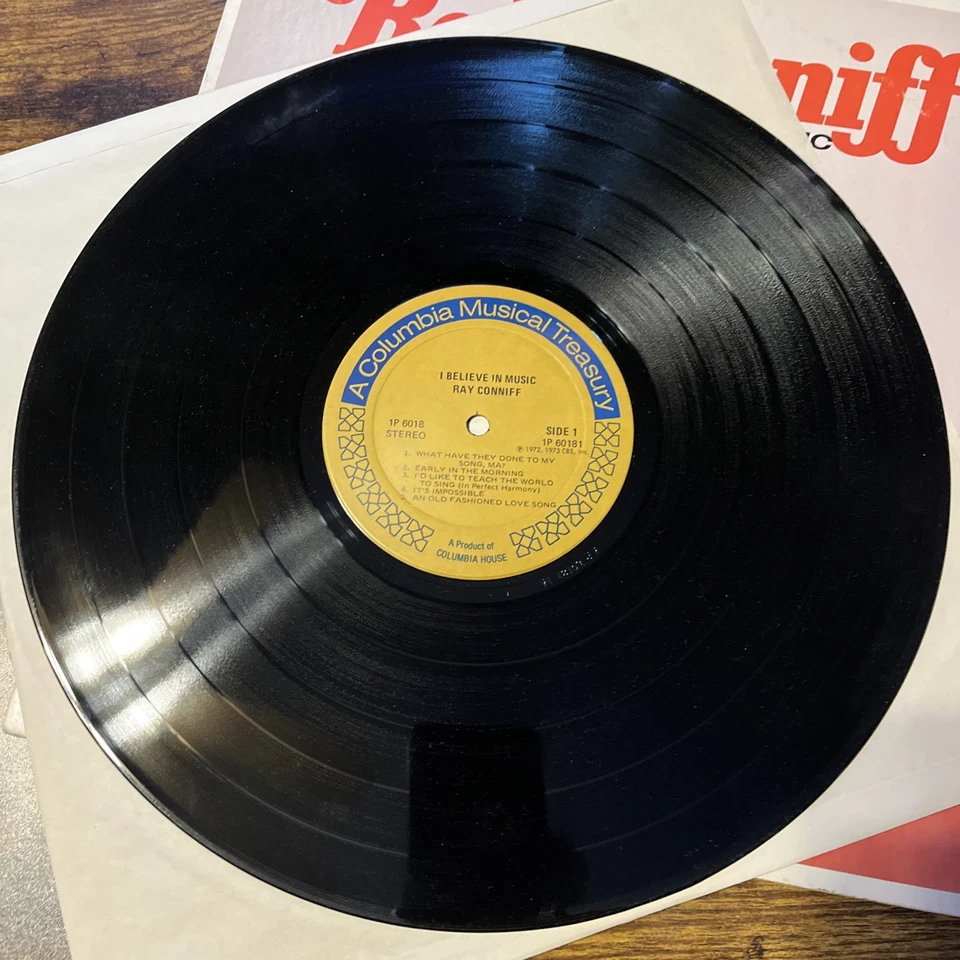 niff
IC
A Columbia Musical Treasury
I BELIEVE IN MUSIC
RAY CONNIFF
1P 6018
STEREO
SIDE 1
1P 60181
℗ 1972, 1973 CBS, Inc.
1. WHAT HAVE THEY DONE TO MY
SONG, MA?
2. EARLY IN THE MORNING
3. I'D LIKE TO TEACH THE WORLD
TO SING (In Perfect Harmony)
4. IT'S IMPOSSIBLE
5. AN OLD FASHIONED LOVE SONG
A Product of
COLUMBIA HOUSE